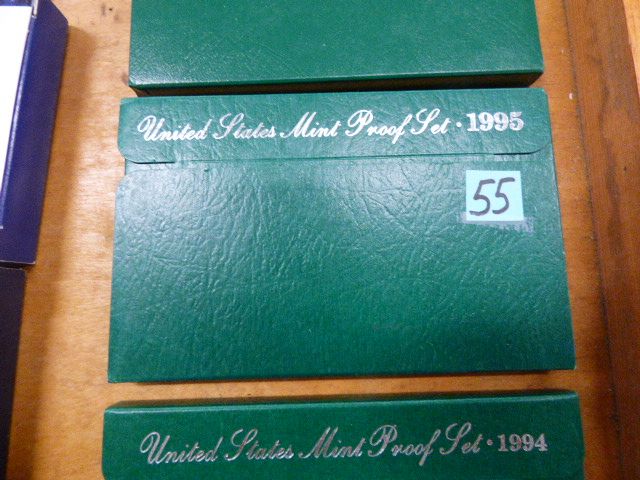 United States Mint Proof Set · 1995
55
United States Mint Proof Set · 1994